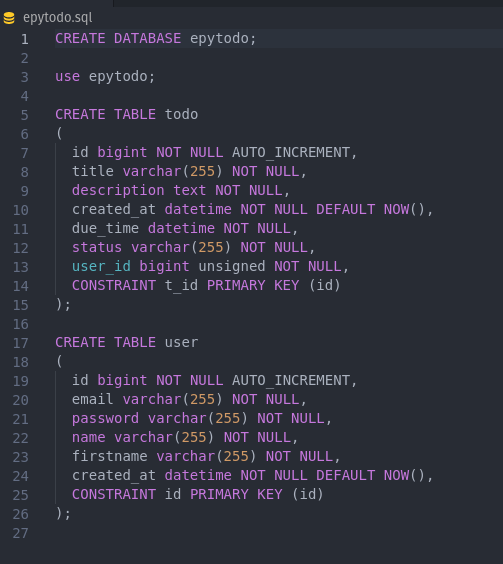 epytodo.sql
1 CREATE DATABASE epytodo;
2
3 use epytodo;
4
5 CREATE TABLE todo
6 (
7 id bigint NOT NULL AUTO_INCREMENT,
8 title varchar(255) NOT NULL,
9 description text NOT NULL,
10 created_at datetime NOT NULL DEFAULT NOW(),
11 due_time datetime NOT NULL,
12 status varchar(255) NOT NULL,
13 user_id bigint unsigned NOT NULL,
14 CONSTRAINT t_id PRIMARY KEY (id)
15 );
16
17 CREATE TABLE user
18 (
19 id bigint NOT NULL AUTO_INCREMENT,
20 email varchar(255) NOT NULL,
21 password varchar(255) NOT NULL,
22 name varchar(255) NOT NULL,
23 firstname varchar(255) NOT NULL,
24 created_at datetime NOT NULL DEFAULT NOW(),
25 CONSTRAINT id PRIMARY KEY (id)
26 );
27